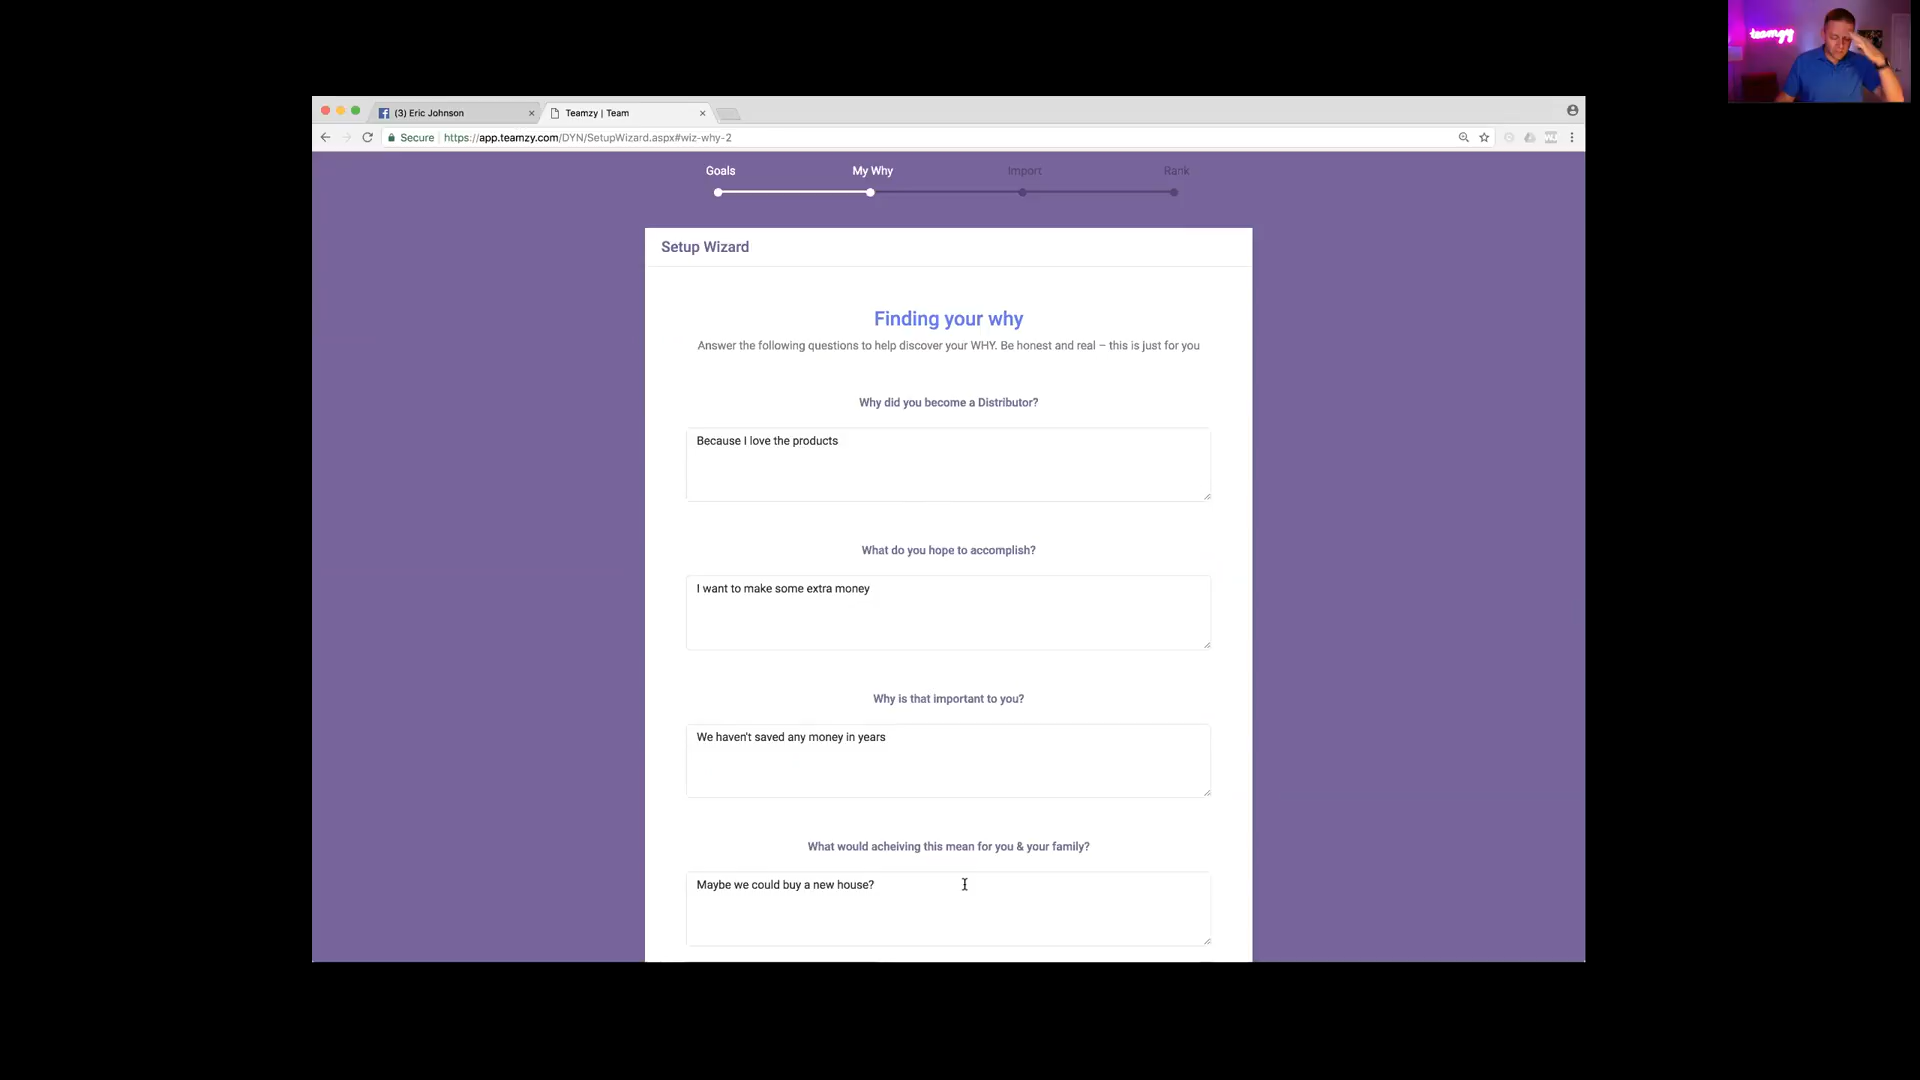 teamzy
(3) Eric Johnson
Teamzy | Team
Secure
https://app.teamzy.com/DYN/SetupWizard.aspx#wiz-why-2
Goals
My Why
Import
Rank
Setup Wizard
Finding your why
Answer the following questions to help discover your WHY. Be honest and real – this is just for you
Why did you become a Distributor?
Because I love the products
What do you hope to accomplish?
I want to make some extra money
Why is that important to you?
We haven't saved any money in years
What would acheiving this mean for you & your family?
Maybe we could buy a new house?